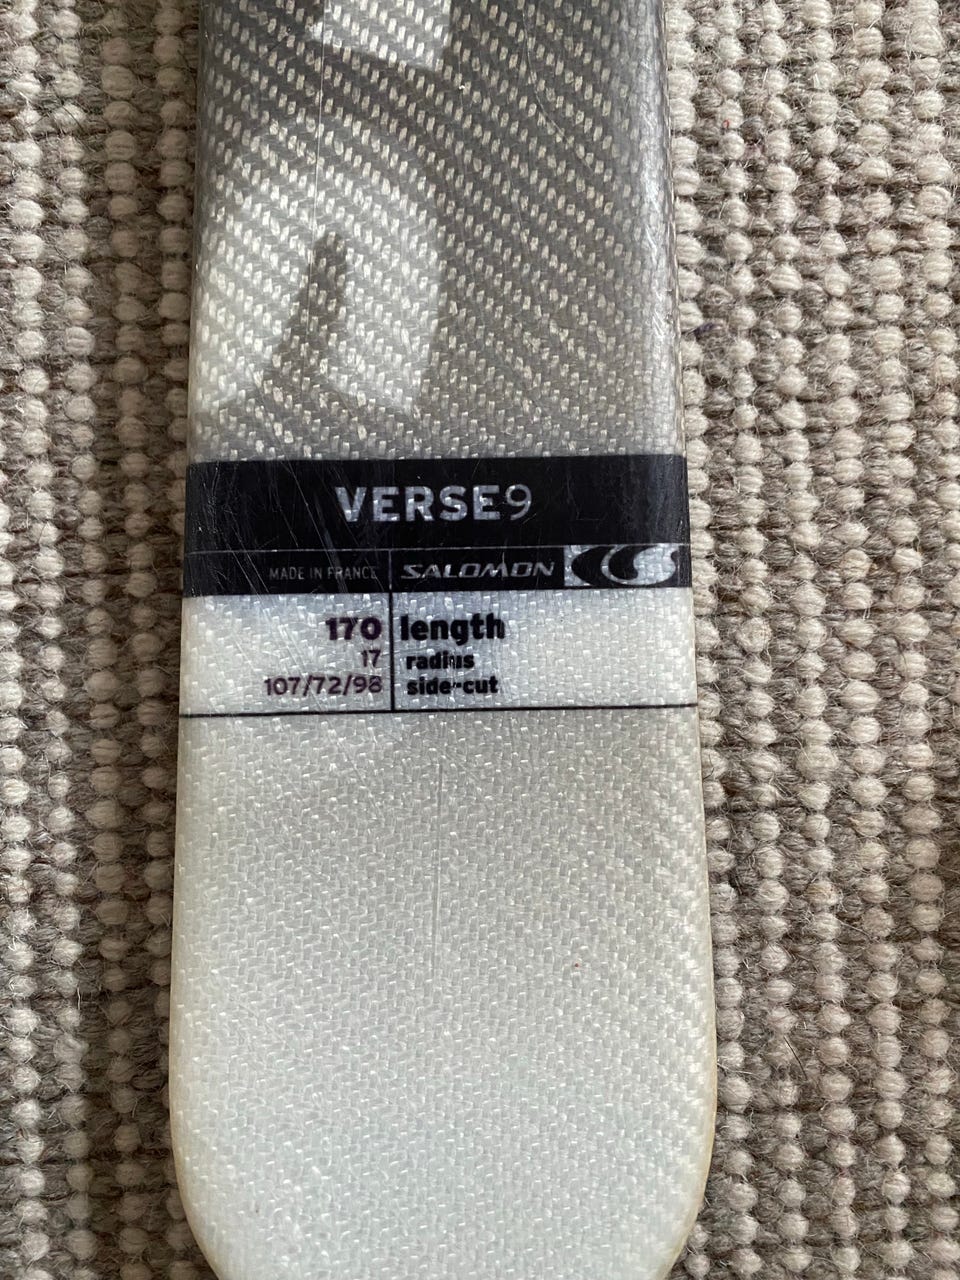 VERSE9
MADE IN FRANCE SALOMON
170 length
17 radius
107/72/98 side-cut